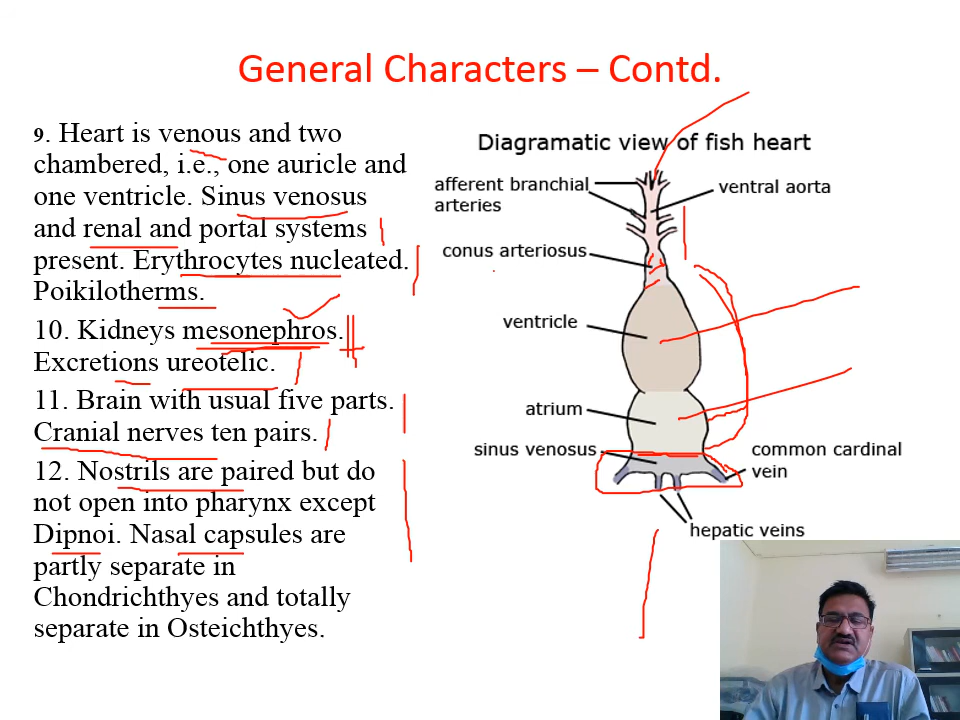 General Characters – Contd.
9. Heart is venous and two
chambered, i.e., one auricle and
one ventricle. Sinus venosus
and renal and portal systems
present. Erythrocytes nucleated.
Poikilotherms.
10. Kidneys mesonephros.
Excretions ureotelic.
11. Brain with usual five parts.
Cranial nerves ten pairs.
12. Nostrils are paired but do
not open into pharynx except
Dipnoi. Nasal capsules are
partly separate in
Chondrichthyes and totally
separate in Osteichthyes.
Diagramatic view of fish heart
afferent branchial
arteries
ventral aorta
conus arteriosus
ventricle
atrium
sinus venosus
common cardinal
vein
hepatic veins